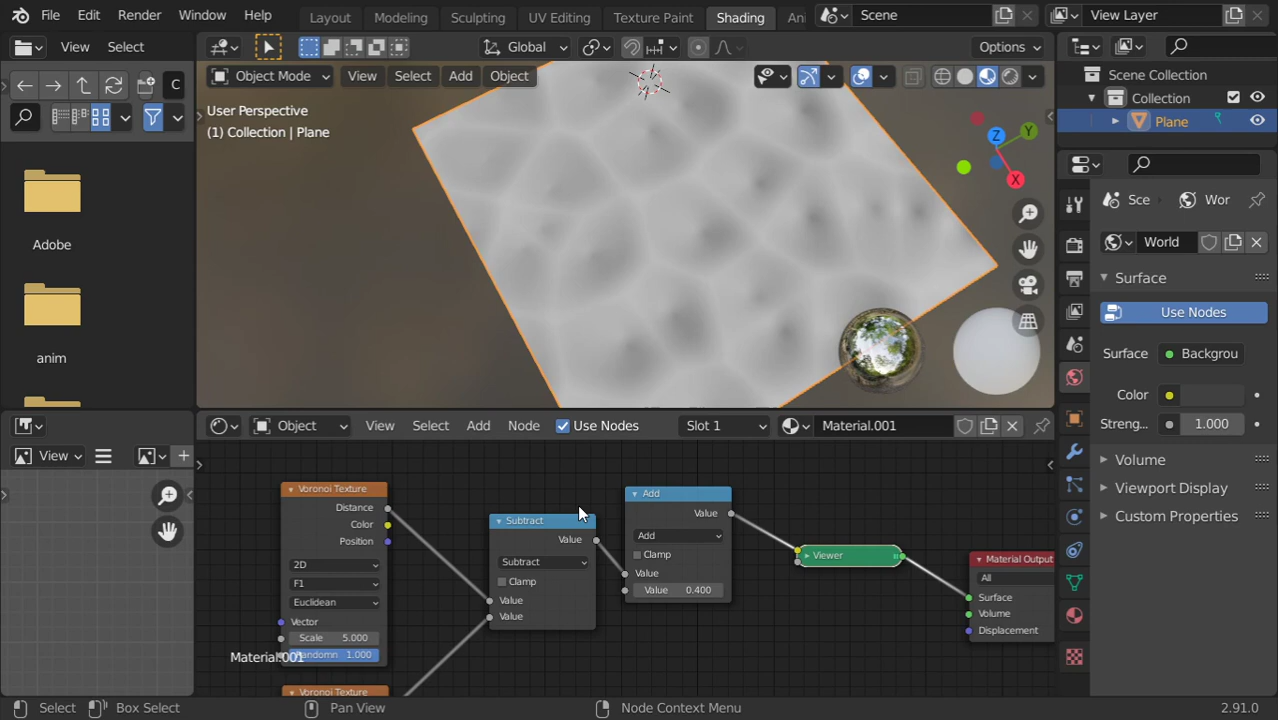 File Edit Render Window Help Layout Modeling Sculpting UV Editing Texture Paint Shading An Scene View Layer
View Select Global Options
C Object Mode View Select Add Object
User Perspective
(1) Collection | Plane
Z Y X
Adobe
anim
Scene Collection
Collection
Plane
Sce Wor
World
Surface
Use Nodes
Surface Backgrou
Color
Streng... 1.000
Volume
Viewport Display
Custom Properties
View
Object View Select Add Node Use Nodes Slot 1 Material.001
Voronoi Texture
Distance
Color
Position
2D
F1
Euclidean
Vector
Scale 5.000
Randomn 1.000
Material.001
Voronoi Texture
Subtract
Value
Subtract
Clamp
Value
Value
Add
Value
Add
Clamp
Value
Value 0.400
Viewer
Material Output
All
Surface
Volume
Displacement
Select Box Select Pan View Node Context Menu 2.91.0